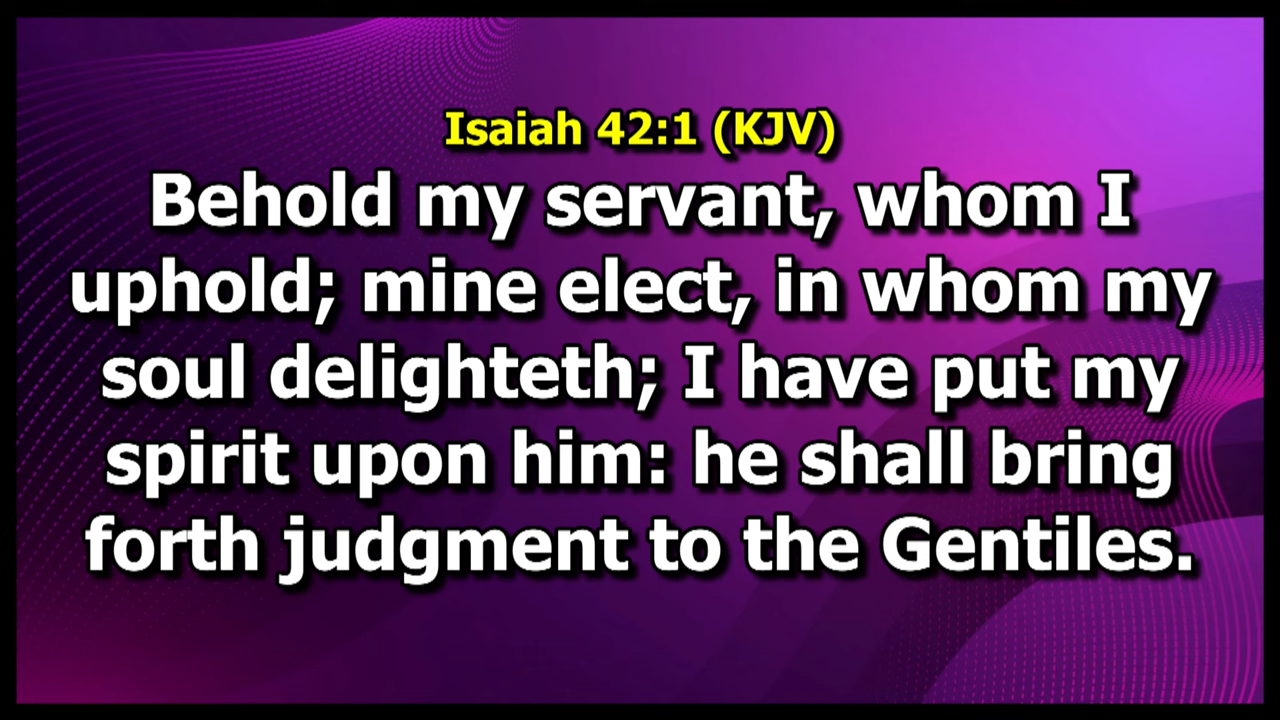 Isaiah 42:1 (KJV)
Behold my servant, whom I
uphold; mine elect, in whom my
soul delighteth; I have put my
spirit upon him: he shall bring
forth judgment to the Gentiles.